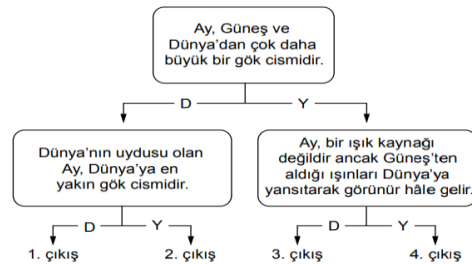 Ay, Güneş ve
Dünya'dan çok daha
büyük bir gök cismidir.
D
Y
Dünya'nın uydusu olan
Ay, Dünya'ya en
yakın gök cismidir.
Ay, bir ışık kaynağı
değildir ancak Güneş'ten
aldığı ışınları Dünya'ya
yansıtarak görünür hâle gelir.
D
Y
D
Y
1. çıkış
2. çıkış
3. çıkış
4. çıkış